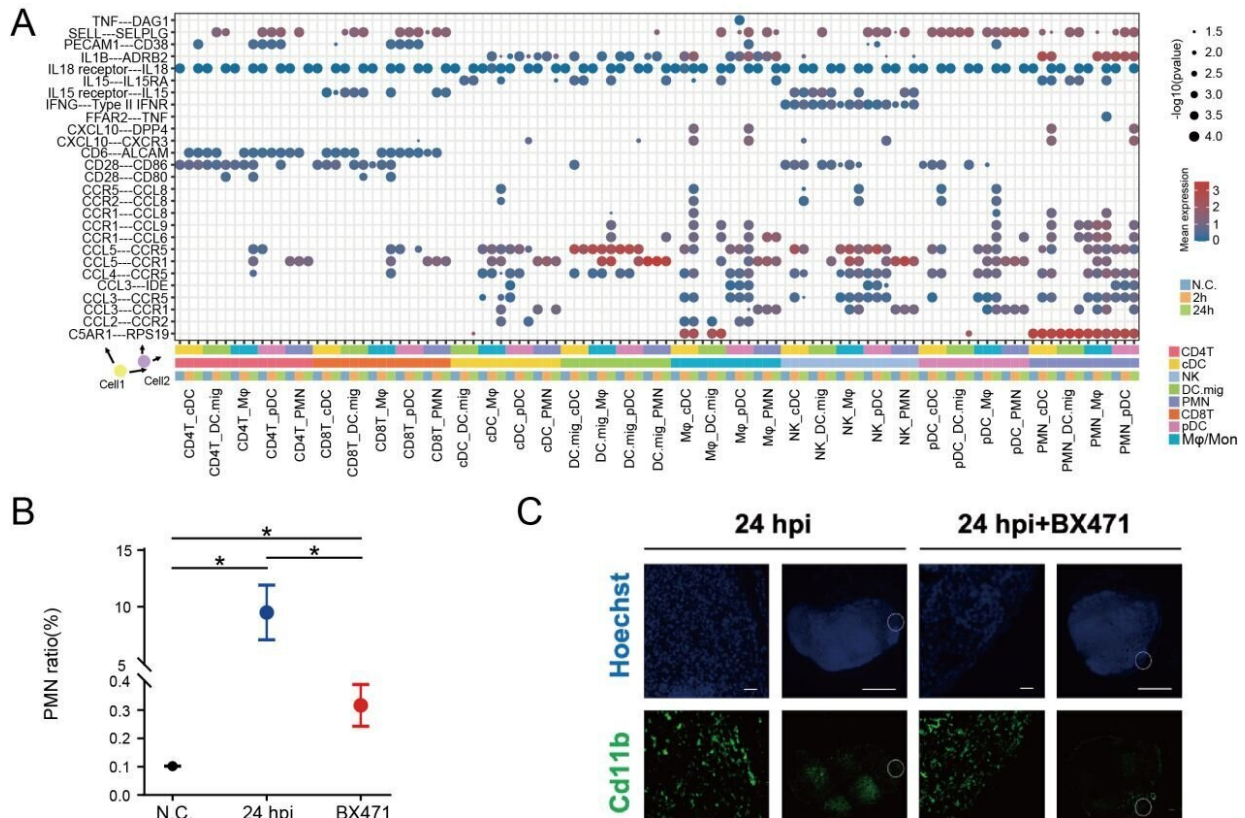 A
TNF---DAG1
SELL---SELPLG
PECAM1---CD38
IL1B---ADRB2
IL18 receptor---IL18
IL15---IL15RA
IL15 receptor---IL15
IFNG---Type II IFNR
FFAR2---TNF
CXCL10---DPP4
CXCL10---CXCR3
CD6---ALCAM
CD28---CD86
CD28---CD80
CCR5---CCL8
CCR2---CCL8
CCR1---CCL8
CCR1---CCL9
CCR1---CCL6
CCL5---CCR5
CCL5---CCR1
CCL4---CCR5
CCL3---IDE
CCL3---CCR5
CCL3---CCR1
CCL2---CCR2
C5AR1---RPS19
Cell1
Cell2
CD4T_cDC
CD4T_DC.mig
CD4T_Mφ
CD4T_pDC
CD4T_PMN
CD8T_cDC
CD8T_DC.mig
CD8T_Mφ
CD8T_pDC
CD8T_PMN
cDC_DC.mig
cDC_Mφ
cDC_pDC
cDC_PMN
DC.mig_cDC
DC.mig_Mφ
DC.mig_pDC
DC.mig_PMN
Mφ_cDC
Mφ_DC.mig
Mφ_pDC
Mφ_PMN
NK_cDC
NK_DC.mig
NK_Mφ
NK_pDC
NK_PMN
pDC_cDC
pDC_DC.mig
pDC_Mφ
pDC_PMN
PMN_cDC
PMN_DC.mig
PMN_Mφ
PMN_pDC
-log10(pvalue)
1.5
2.0
2.5
3.0
3.5
4.0
Mean expression
3
2
1
0
N.C.
2h
24h
CD4T
cDC
NK
DC.mig
PMN
CD8T
pDC
Mφ/Mon
B
PMN ratio(%)
15
10
5
0.4
0.3
0.2
0.1
0.0
*
*
*
N.C.
24 hpi
BX471
C
24 hpi
24 hpi+BX471
Hoechst
Cd11b